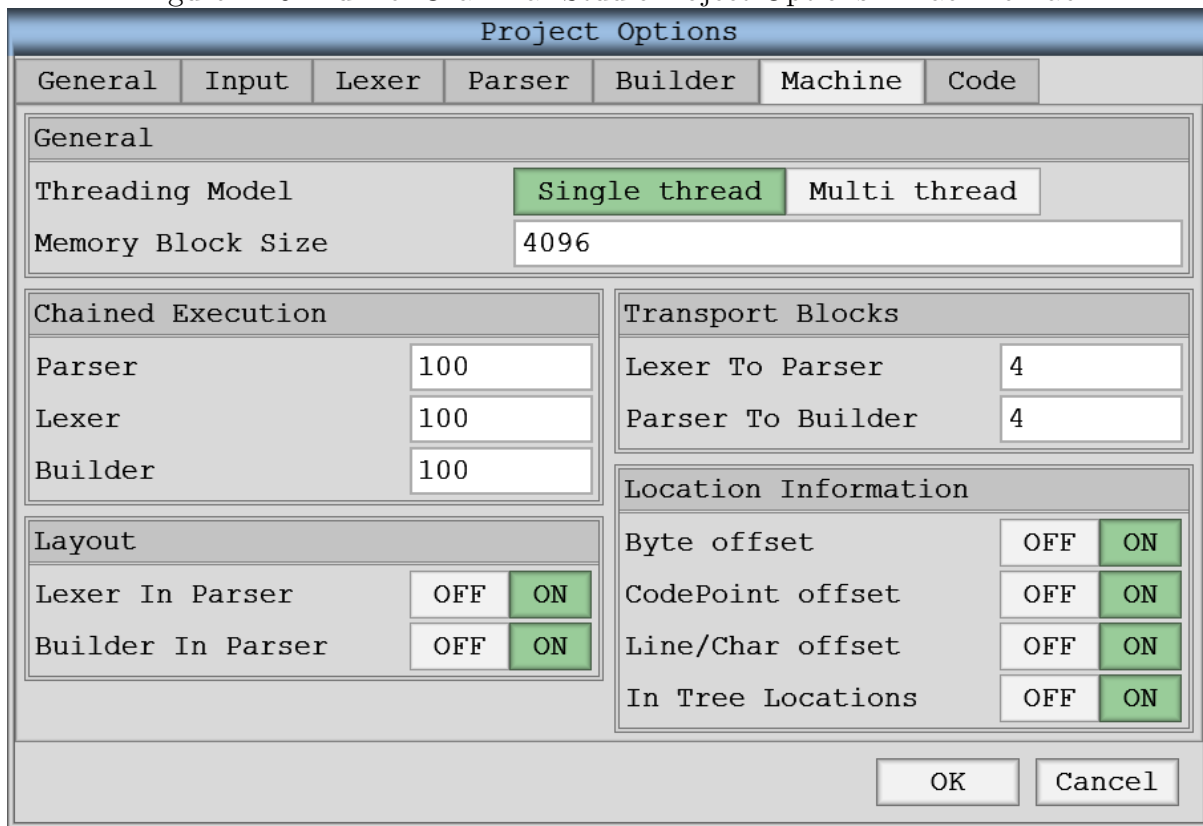 Project Options
General Input Lexer Parser Builder Machine Code
General
Threading Model Single thread Multi thread
Memory Block Size 4096
Chained Execution
Parser 100
Lexer 100
Builder 100
Layout
Lexer In Parser OFF ON
Builder In Parser OFF ON
Transport Blocks
Lexer To Parser 4
Parser To Builder 4
Location Information
Byte offset OFF ON
CodePoint offset OFF ON
Line/Char offset OFF ON
In Tree Locations OFF ON
OK Cancel